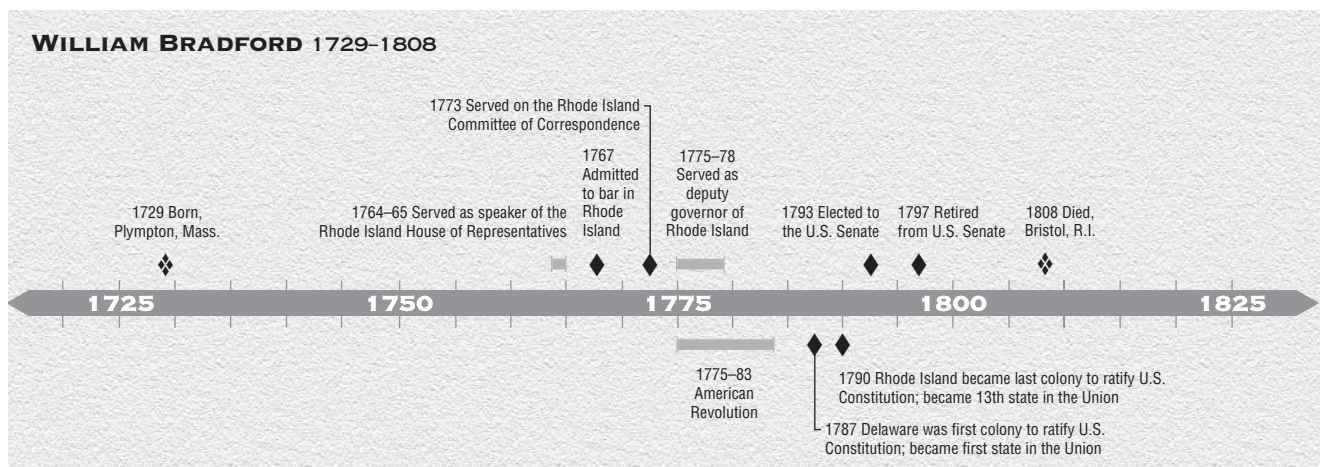 WILLIAM BRADFORD 1729–1808
1773 Served on the Rhode Island
Committee of Correspondence
1767
Admitted
to bar in
Rhode
Island
1775–78
Served as
deputy
governor of
Rhode Island
1729 Born,
Plympton, Mass.
1764–65 Served as speaker of the
Rhode Island House of Representatives
1793 Elected to
the U.S. Senate
1797 Retired
from U.S. Senate
1808 Died,
Bristol, R.I.
1725 1750 1775 1800 1825
1775–83
American
Revolution
1790 Rhode Island became last colony to ratify U.S.
Constitution; became 13th state in the Union
1787 Delaware was first colony to ratify U.S.
Constitution; became first state in the Union